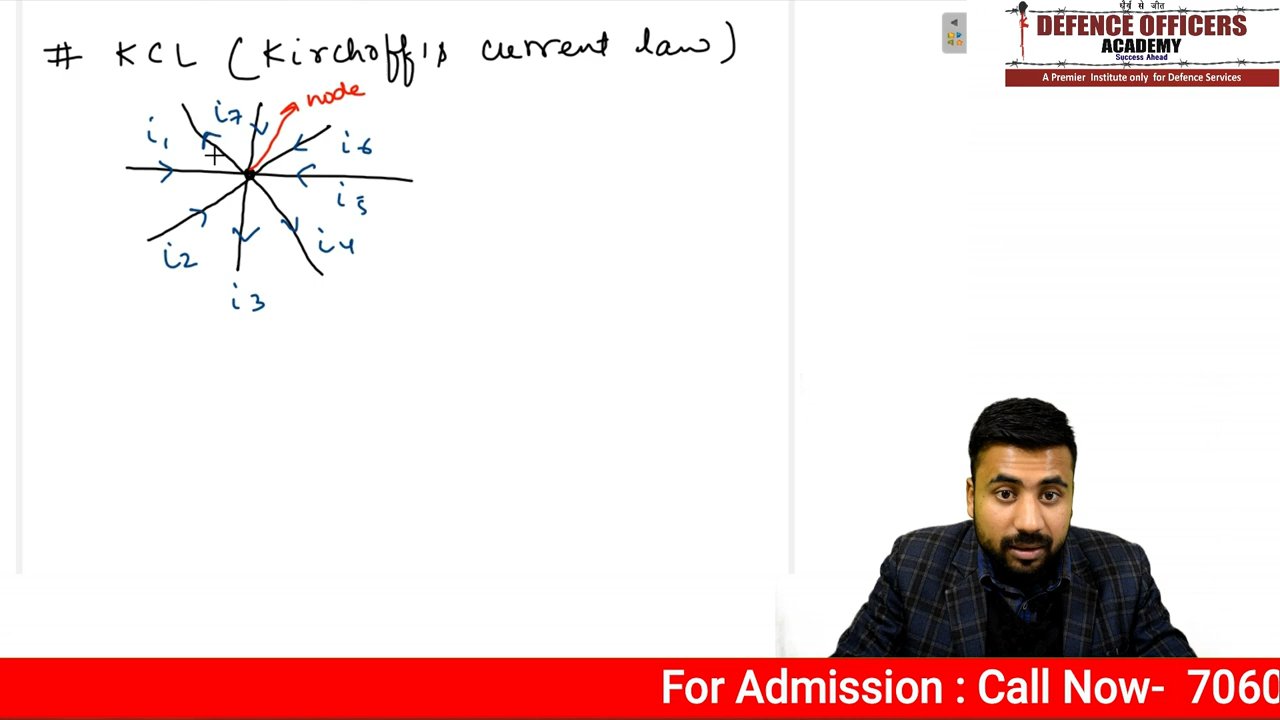 # KCL (Kirchoff's current law)
धैर्य से जीत
DEFENCE OFFICERS
ACADEMY
Success Ahead
A Premier Institute only for Defence Services
node
i7
i1
i6
i5
i2
i4
i3
For Admission : Call Now- 7060